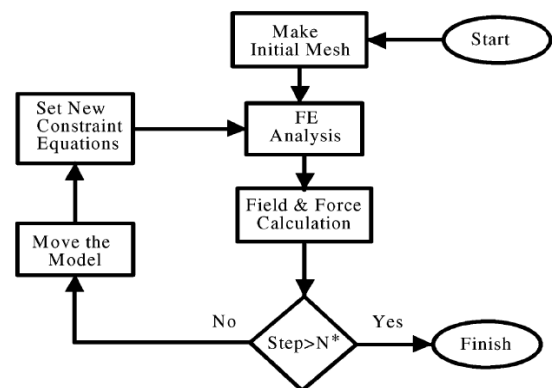 Make
Initial Mesh
Start
Set New
Constraint
Equations
FE
Analysis
Field & Force
Calculation
Move the
Model
No
Step>N*
Yes
Finish